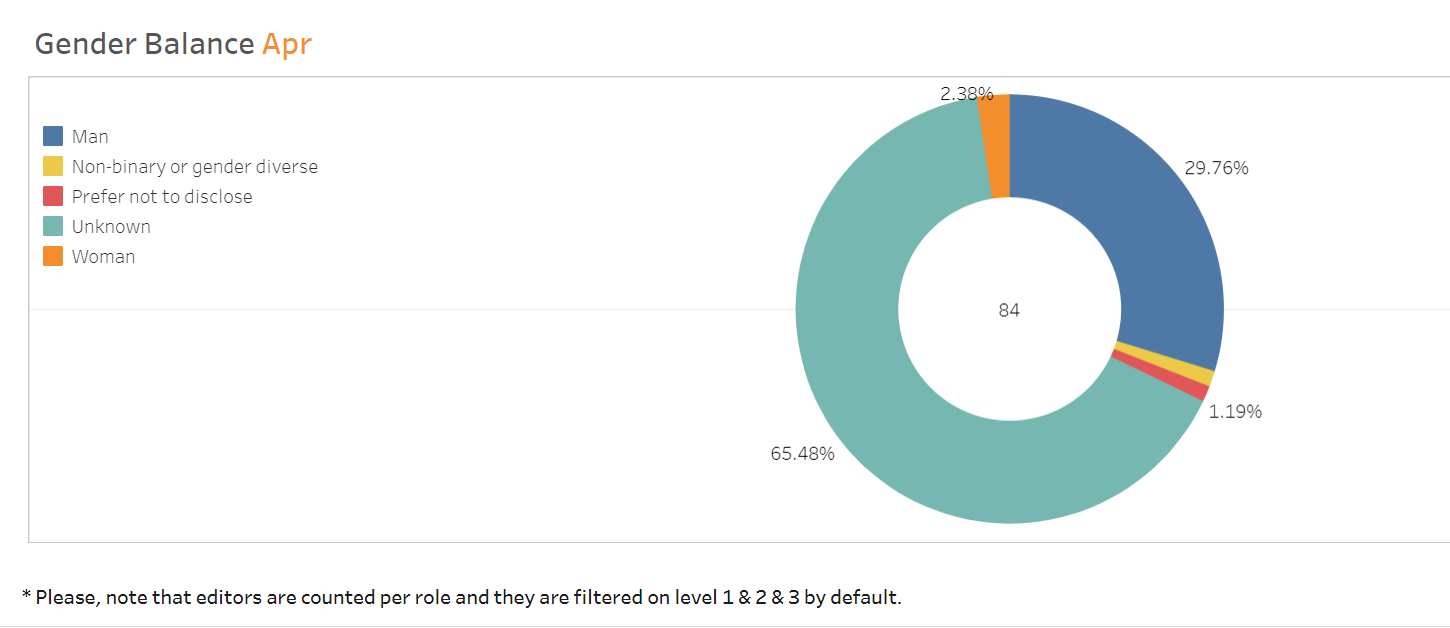 Gender Balance Apr
Man
Non-binary or gender diverse
Prefer not to disclose
Unknown
Woman
2.38%
29.76%
84
1.19%
65.48%
* Please, note that editors are counted per role and they are filtered on level 1 & 2 & 3 by default.